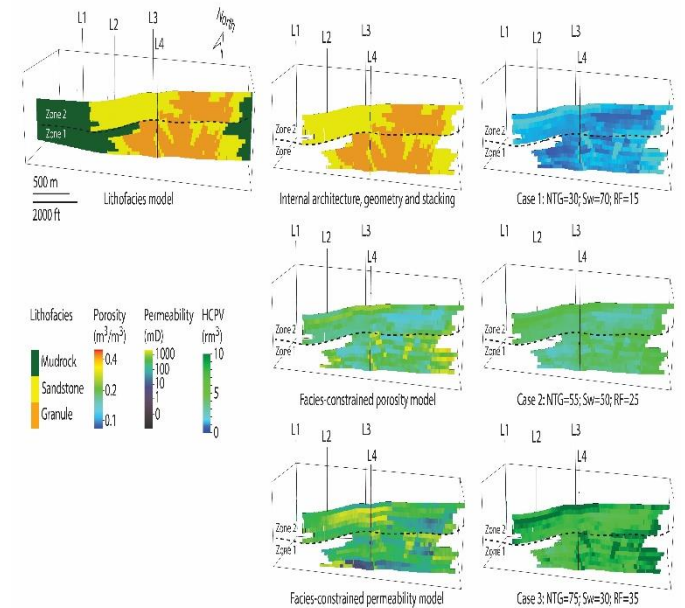 L1
L2
L3
L4
North
Zone 2
Zone 1
500 m
2000 ft
Lithofacies model
L1
L2
L3
L4
Zone 2
Zone
Internal architecture, geometry and stacking
L1
L2
L3
L4
Zone 2
Zone 1
Case 1: NTG=30; Sw=70; RF=15
Lithofacies
Mudrock
Sandstone
Granule
Porosity
(m³/m³)
0.4
0.2
0.1
Permeability
(mD)
1000
100
10
1
0
HCPV
(rm³)
10
5
0
L1
L2
L3
L4
Zone 2
Zone
Facies-constrained porosity model
L1
L2
L3
L4
Zone 2
Zone 1
Case 2: NTG=55; Sw=50; RF=25
L1
L2
L3
L4
Zone 2
Zone 1
Facies-constrained permeability model
L1
L2
L3
L4
Zone 2
Zone 1
Case 3: NTG=75; Sw=30; RF=35